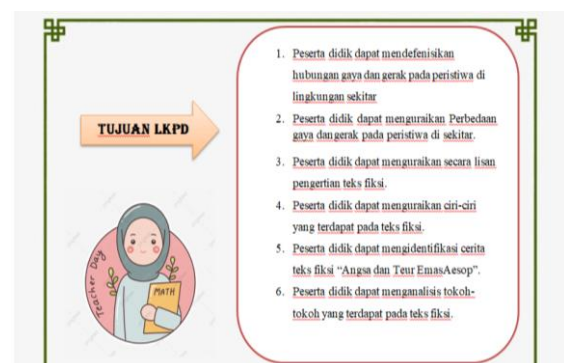 TUJUAN LKPD
1. Peserta didik dapat mendefenisikan
hubungan gaya dan gerak pada peristiwa di
lingkungan sekitar
2. Peserta didik dapat menguraikan Perbedaan
gaya dan gerak pada peristiwa di sekitar.
3. Peserta didik dapat menguraikan secara lisan
pengertian teks fiksi.
4. Peserta didik dapat menguraikan ciri-ciri
yang terdapat pada teks fiksi.
5. Peserta didik dapat mengidentifikasi cerita
teks fiksi “Angsa dan Teur EmasAesop”.
6. Peserta didik dapat menganalisis tokoh-
tokoh yang terdapat pada teks fiksi.
Teacher Day
MATH